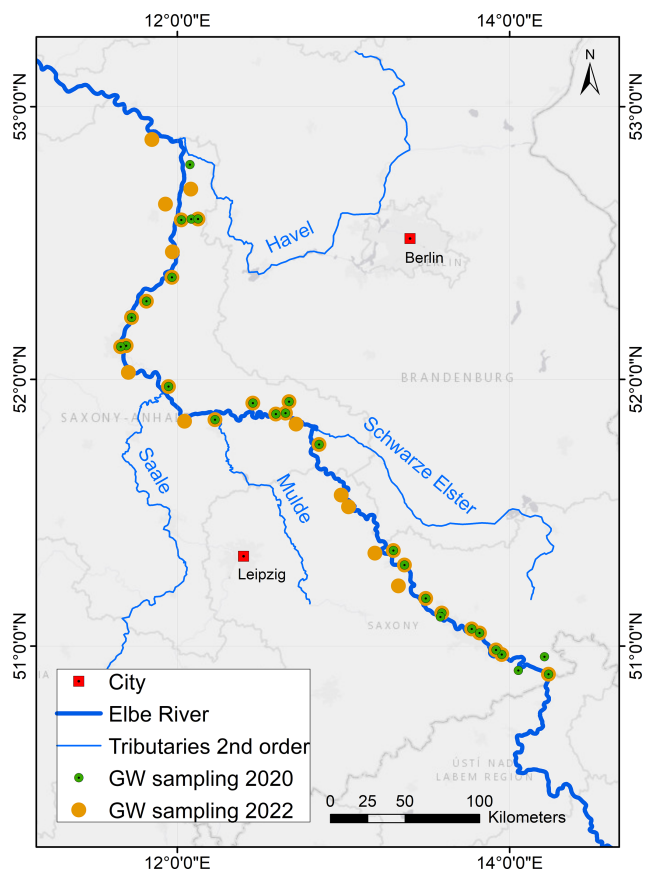 12°0'0"E
14°0'0"E
N
53°0'0"N
53°0'0"N
Havel
Berlin
BERLIN
52°0'0"N
52°0'0"N
BRANDENBURG
SAXONY-ANHAL
Schwarze Elster
Saale
Mulde
Leipzig
SAXONY
51°0'0"N
51°0'0"N
City
Elbe River
Tributaries 2nd order
GW sampling 2020
GW sampling 2022
ÚSTÍ NAD
LABEM REGION
0 25 50 100
Kilometers
12°0'0"E
14°0'0"E